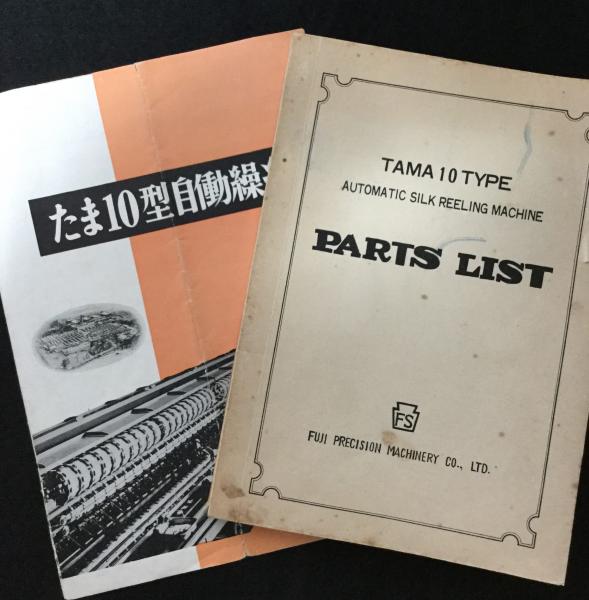 たま10型自働繰
TAMA 10 TYPE
AUTOMATIC SILK REELING MACHINE
PARTS LIST
FS
FUJI PRECISION MACHINERY CO., LTD.